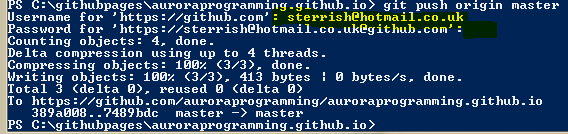 PS C:\githubpages\auroraprogramming.github.io> git push origin master
Username for 'https://github.com': sterrish@hotmail.co.uk
Password for 'https://sterrish@hotmail.co.uk@github.com':
Counting objects: 4, done.
Delta compression using up to 4 threads.
Compressing objects: 100% (3/3), done.
Writing objects: 100% (3/3), 413 bytes | 0 bytes/s, done.
Total 3 (delta 0), reused 0 (delta 0)
To https://github.com/auroraprogramming/auroraprogramming.github.io
   389a008..7489bdc  master -> master
PS C:\githubpages\auroraprogramming.github.io>